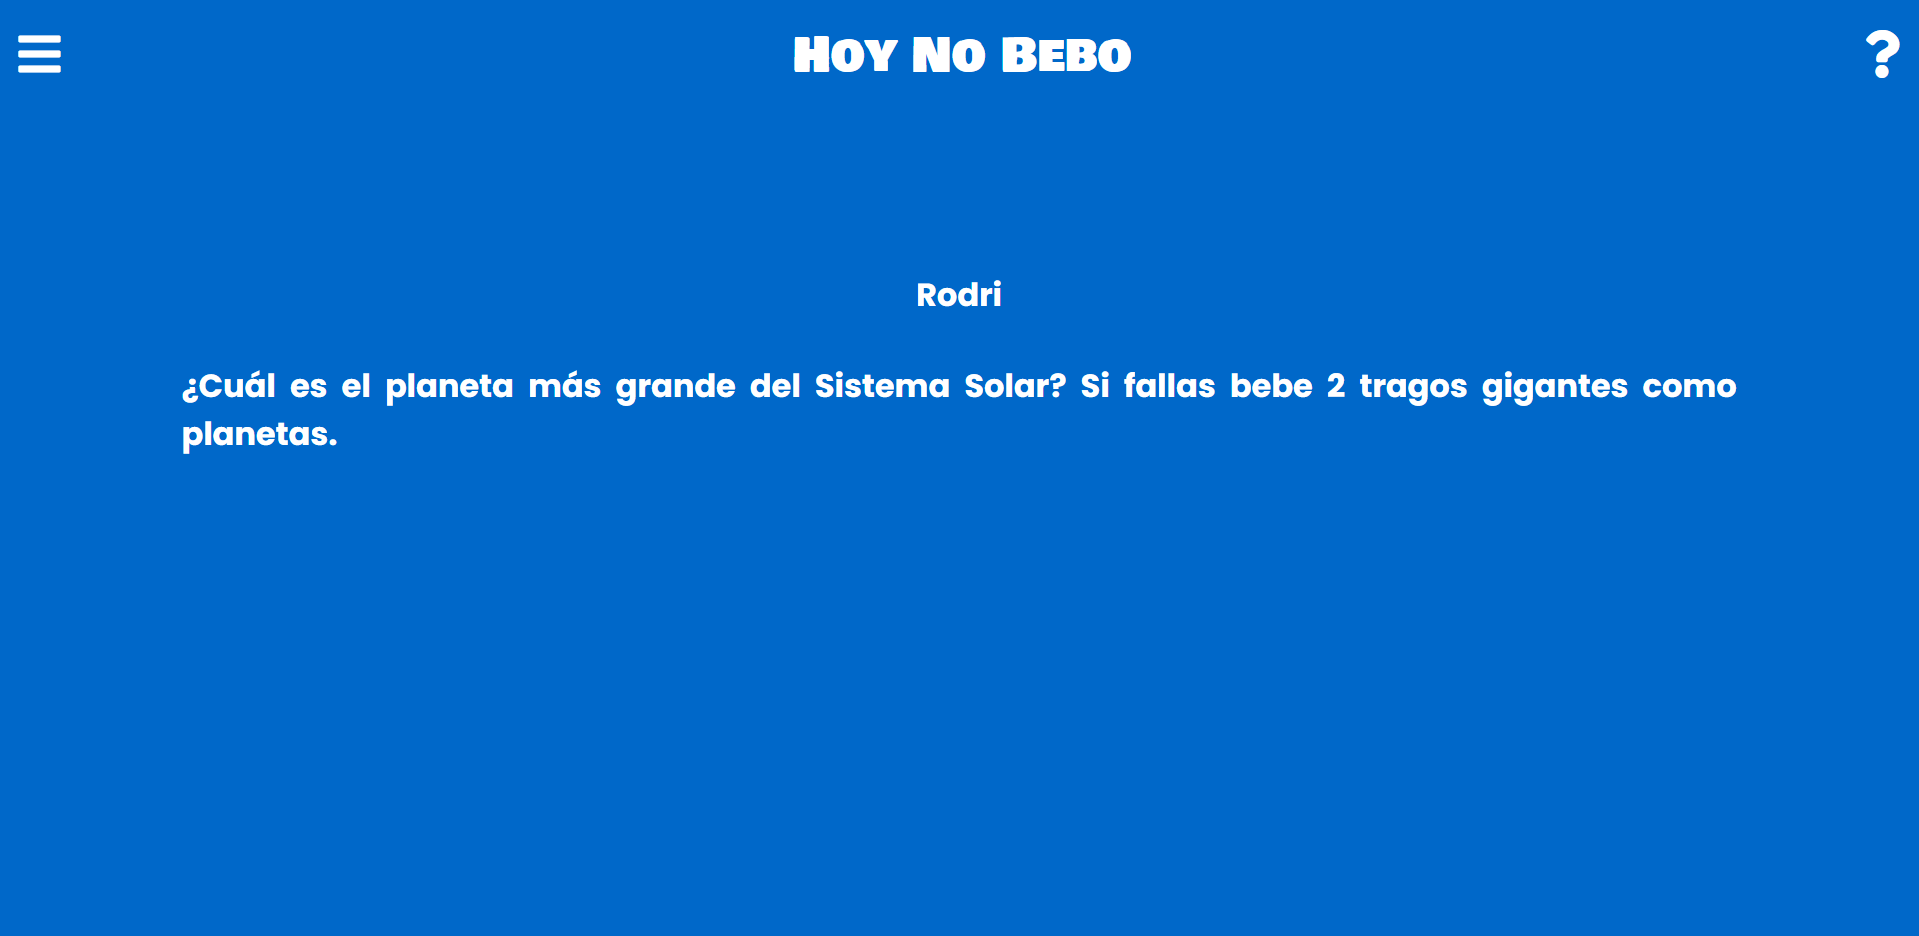 Hoy No Bebo
Rodri
¿Cuál es el planeta más grande del Sistema Solar? Si fallas bebe 2 tragos gigantes como
planetas.